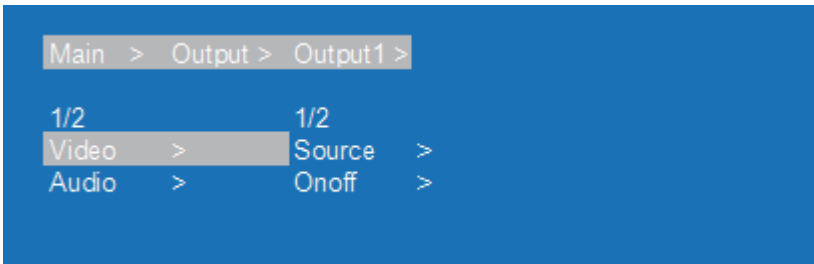 Main > Output > Output1 >
1/2 1/2
Video > Source >
Audio > Onoff >